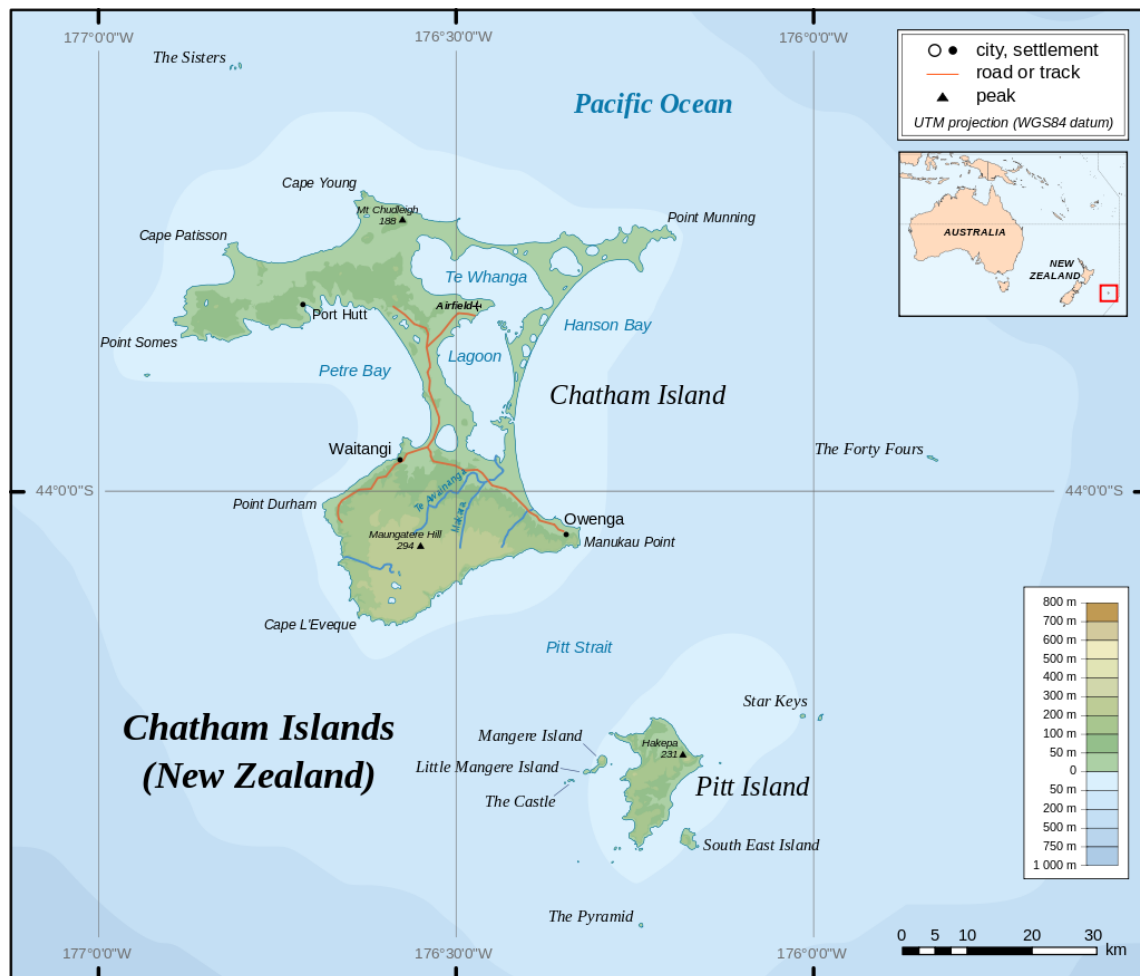 177°0'0"W
176°30'0"W
176°0'0"W
The Sisters
Pacific Ocean
city, settlement
road or track
peak
UTM projection (WGS84 datum)
AUSTRALIA
NEW
ZEALAND
Cape Young
Mt Chudleigh
188
Point Munning
Cape Patisson
Te Whanga
Airfield
Port Hutt
Hanson Bay
Point Somes
Lagoon
Petre Bay
Chatham Island
Waitangi
The Forty Fours
Te Awainanga
44°0'0"S
44°0'0"S
Point Durham
Makara
Owenga
Maungatere Hill
294
Manukau Point
Cape L'Eveque
Pitt Strait
800 m
700 m
600 m
500 m
400 m
300 m
200 m
100 m
50 m
0
50 m
200 m
500 m
750 m
1 000 m
Star Keys
Chatham Islands
(New Zealand)
Mangere Island
Hakepa
231
Little Mangere Island
Pitt Island
The Castle
South East Island
The Pyramid
0 5 10 20 30
km
177°0'0"W
176°30'0"W
176°0'0"W